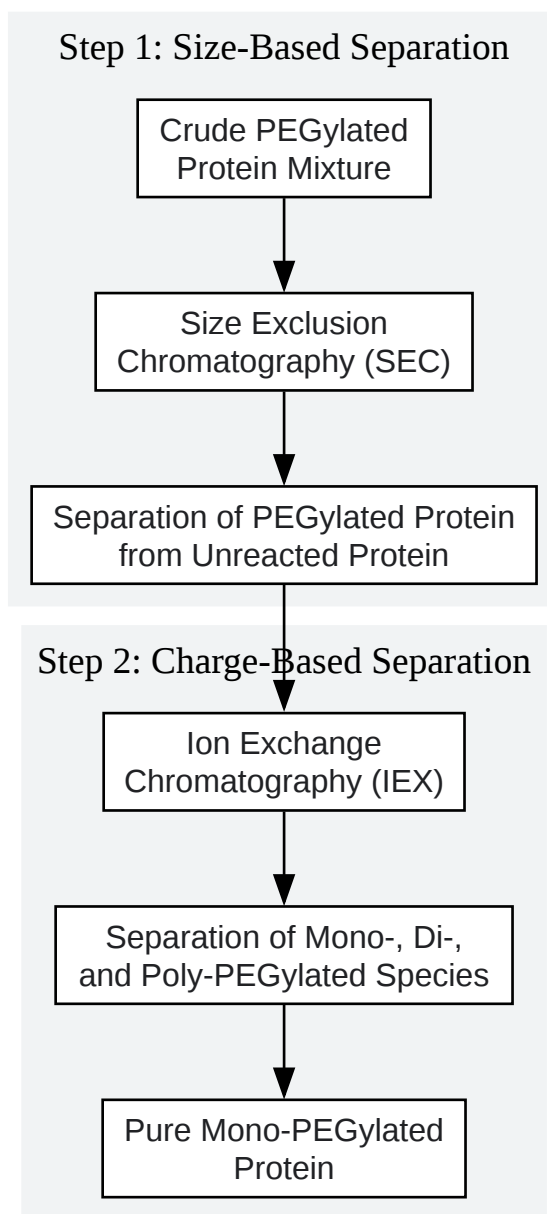 Step 1: Size-Based Separation
Crude PEGylated
Protein Mixture
Size Exclusion
Chromatography (SEC)
Separation of PEGylated Protein
from Unreacted Protein
Step 2: Charge-Based Separation
Ion Exchange
Chromatography (IEX)
Separation of Mono-, Di-,
and Poly-PEGylated Species
Pure Mono-PEGylated
Protein